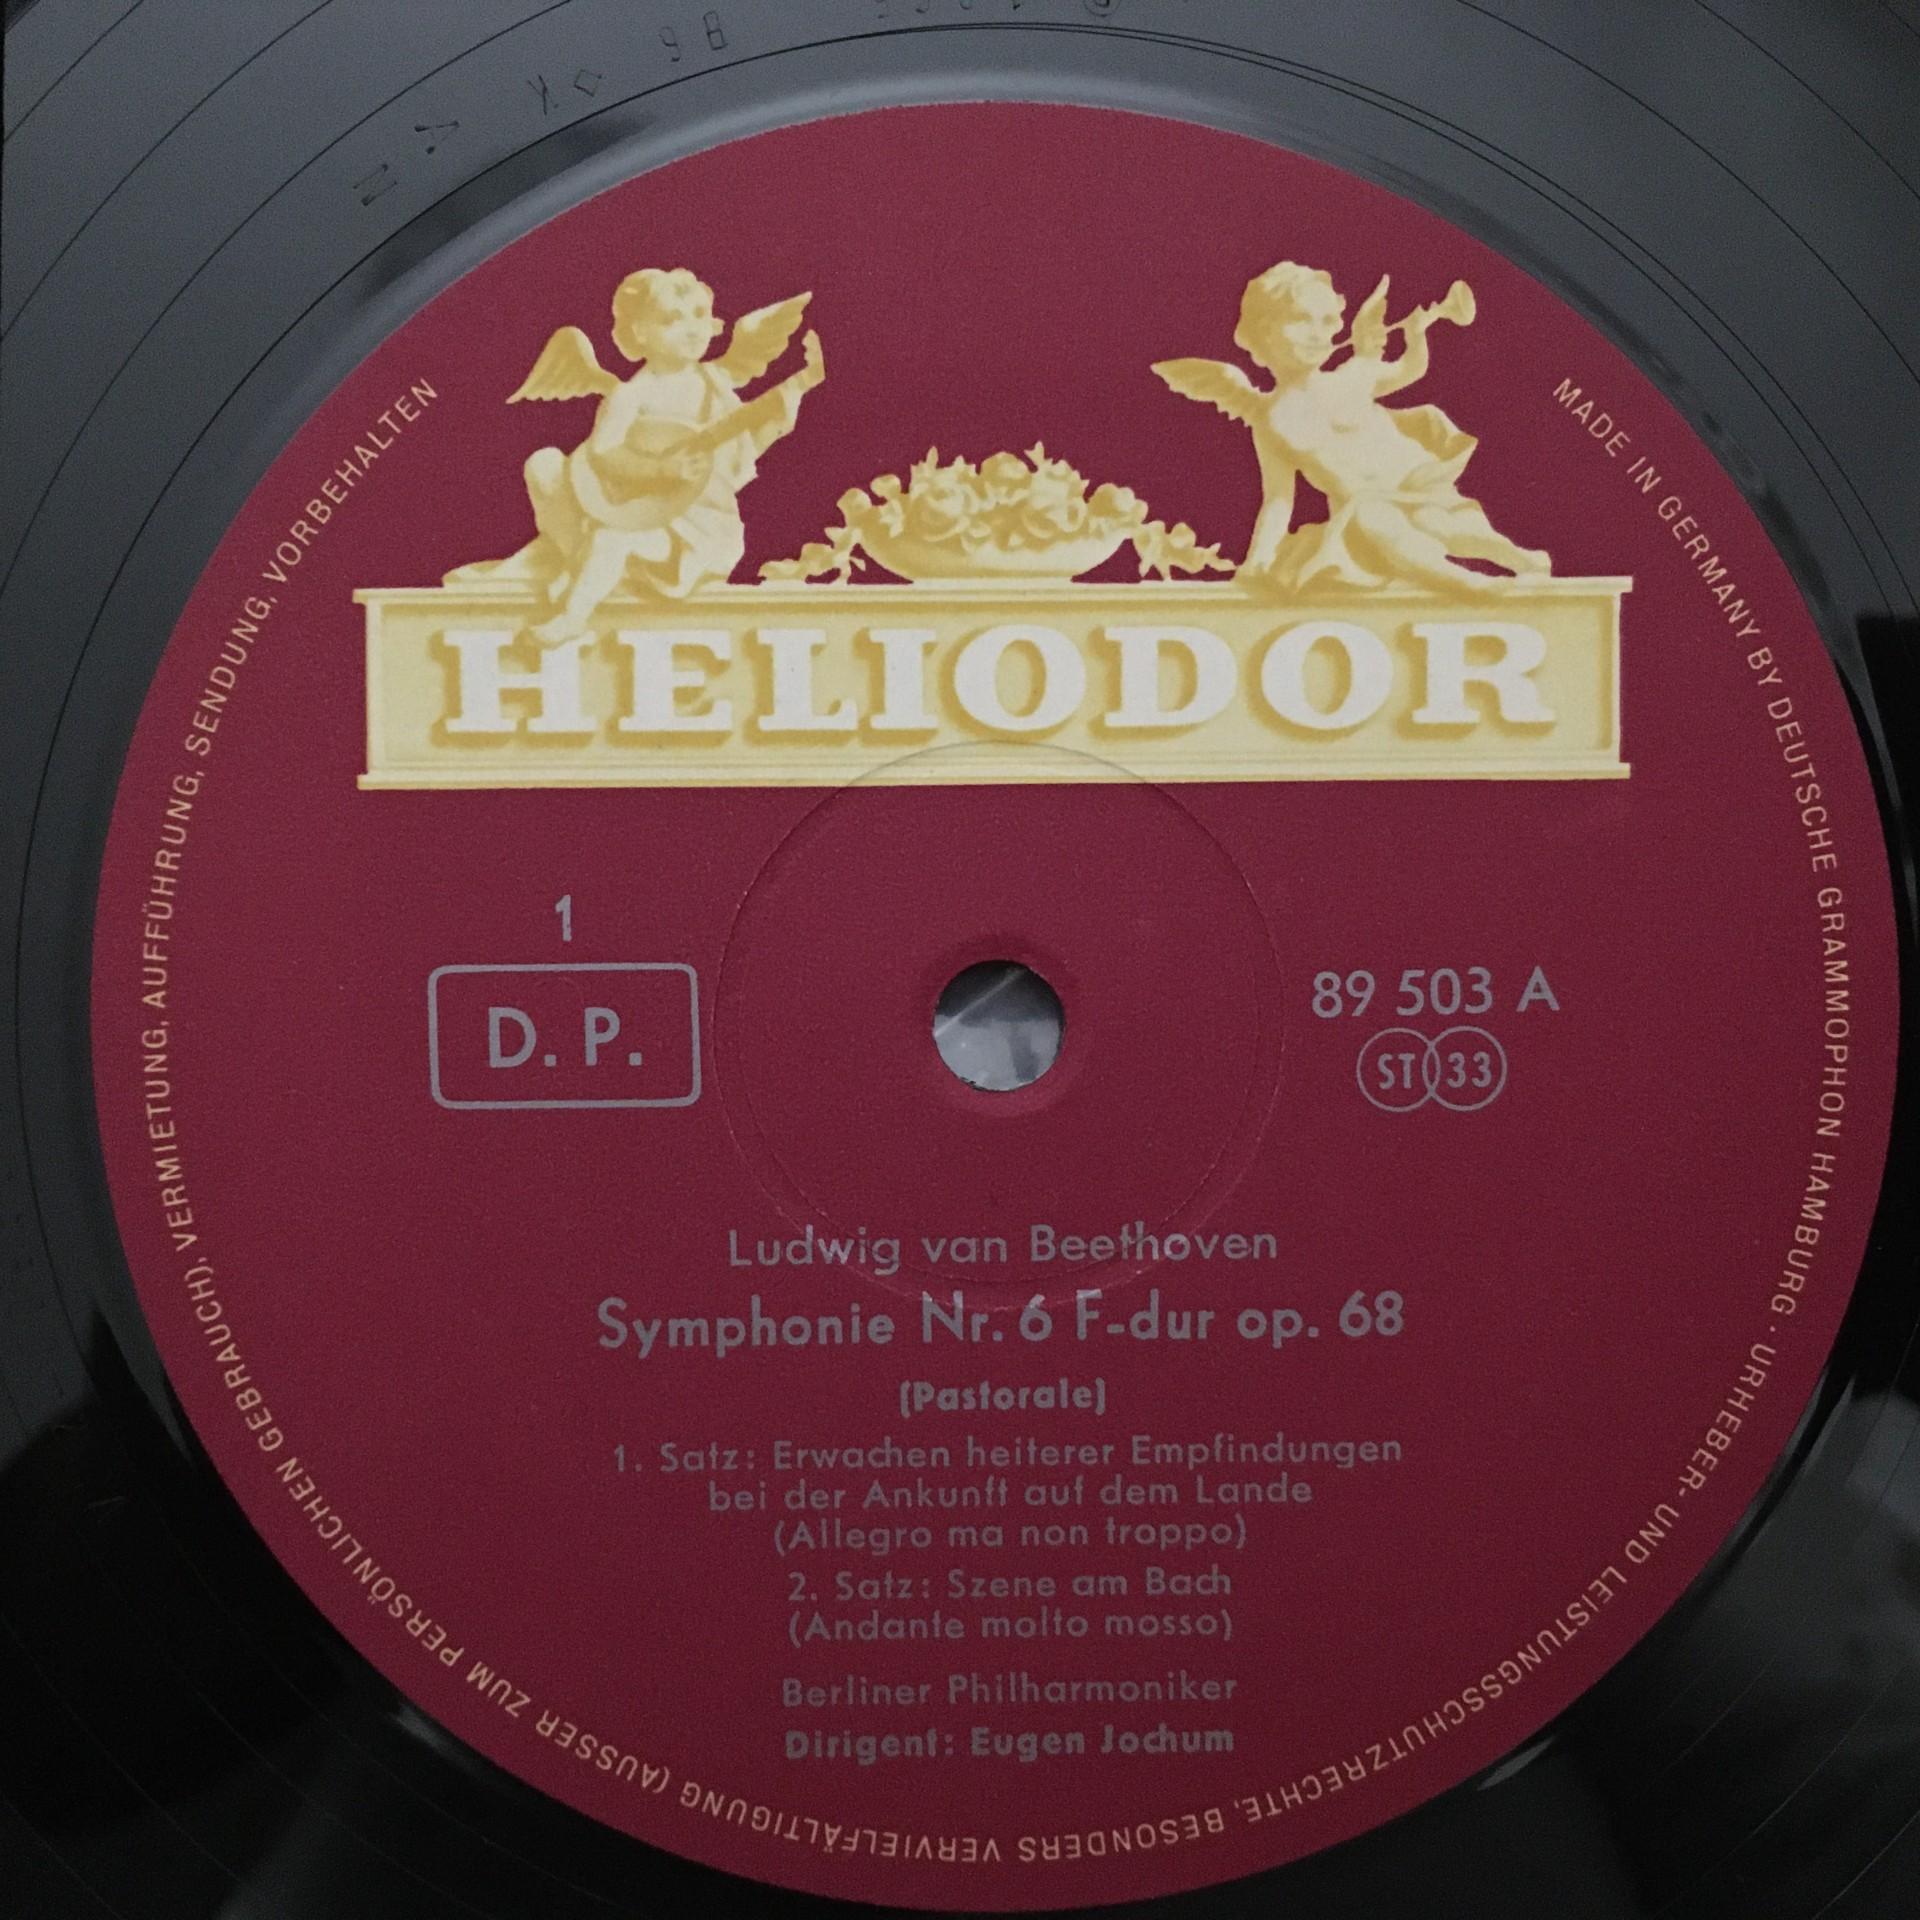 HELIODOR
1
D. P.
89 503 A
ST 33
Ludwig van Beethoven
Symphonie Nr. 6 F-dur op. 68
(Pastorale)
1. Satz: Erwachen heiterer Empfindungen
bei der Ankunft auf dem Lande
(Allegro ma non troppo)
2. Satz: Szene am Bach
(Andante molto mosso)
Berliner Philharmoniker
Dirigent: Eugen Jochum
MADE IN GERMANY BY DEUTSCHE GRAMMOPHON HAMBURG · URHEBER- UND LEISTUNGSSCHUTZRECHTE, BESONDERS VERVIELFÄLTIGUNG (AUSSER ZUM PERSÖNLICHEN GEBRAUCH), VERMIETUNG, AUFFÜHRUNG, SENDUNG, VORBEHALTEN